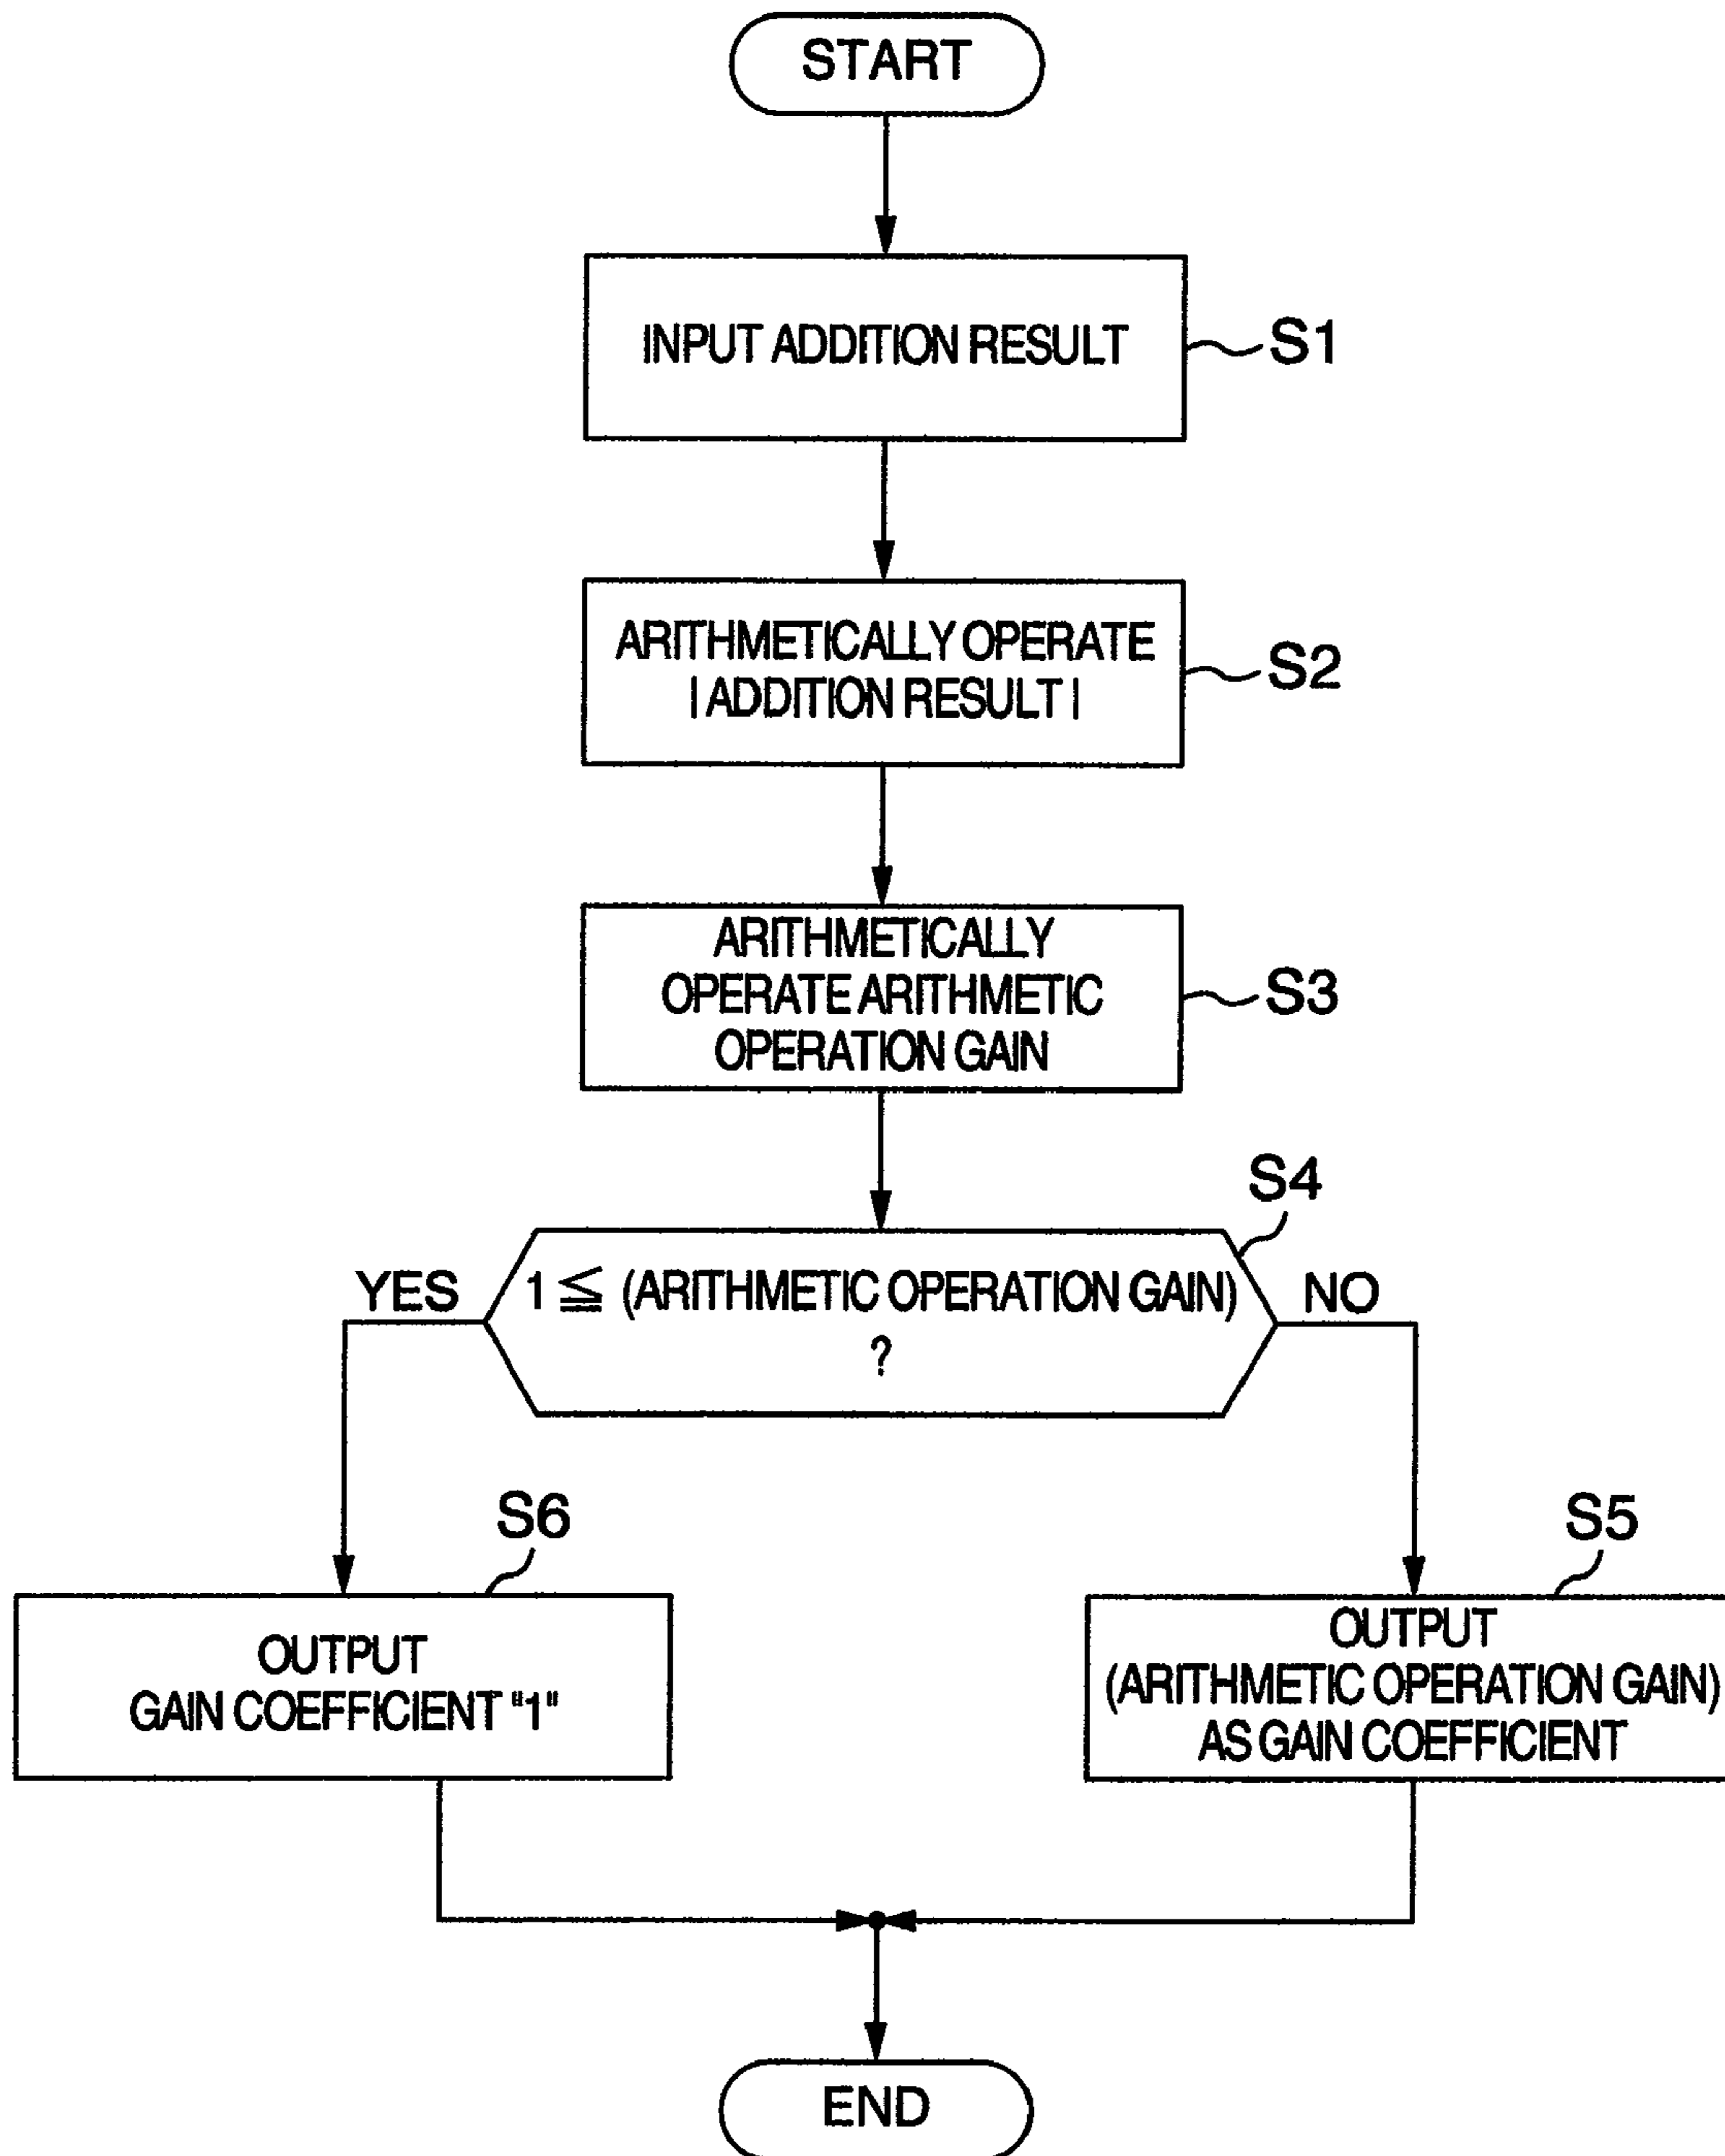 START
INPUT ADDITION RESULT
S1
ARITHMETICALLY OPERATE
| ADDITION RESULT |
S2
ARITHMETICALLY
OPERATE ARITHMETIC
OPERATION GAIN
S3
S4
YES
1 ≦ (ARITHMETIC OPERATION GAIN)
?
NO
S6
OUTPUT
GAIN COEFFICIENT "1"
S5
OUTPUT
(ARITHMETIC OPERATION GAIN)
AS GAIN COEFFICIENT
END